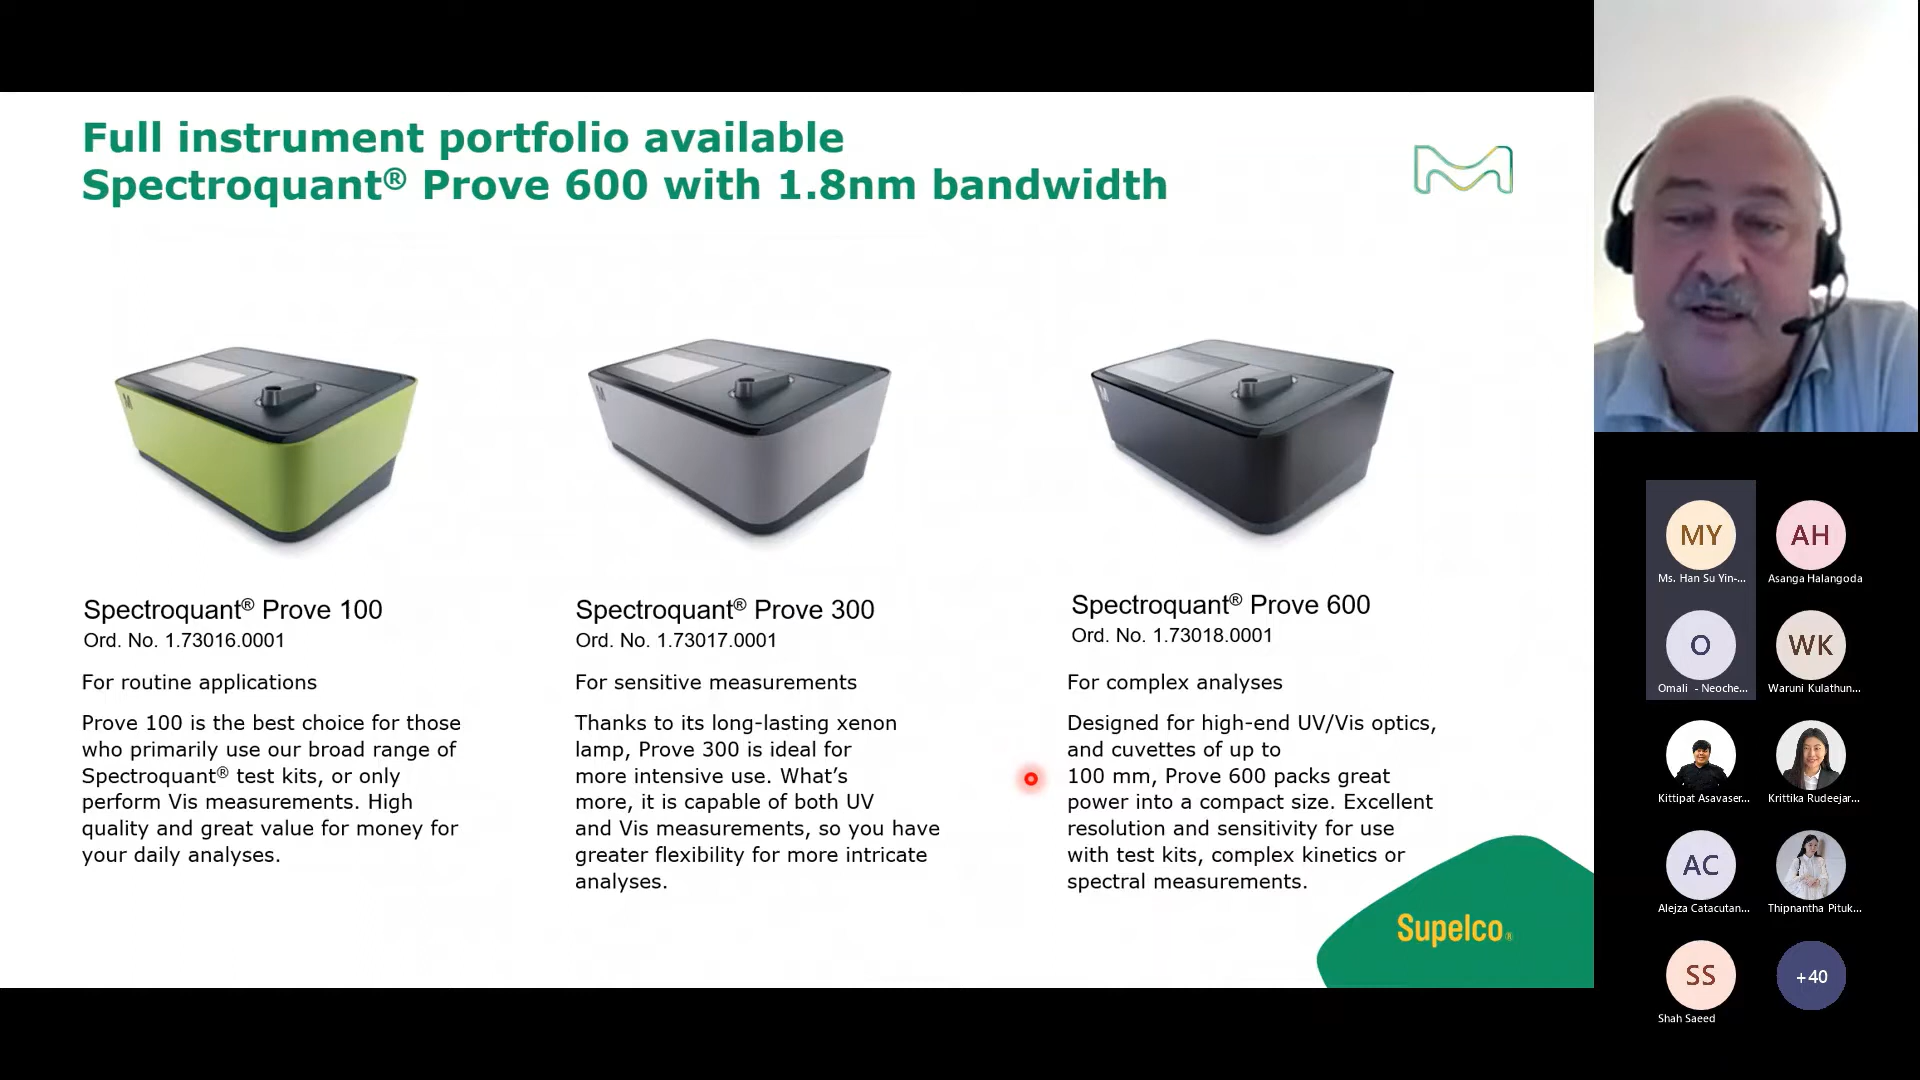 Full instrument portfolio available
Spectroquant® Prove 600 with 1.8nm bandwidth
Spectroquant® Prove 100
Ord. No. 1.73016.0001
For routine applications
Prove 100 is the best choice for those
who primarily use our broad range of
Spectroquant® test kits, or only
perform Vis measurements. High
quality and great value for money for
your daily analyses.
Spectroquant® Prove 300
Ord. No. 1.73017.0001
For sensitive measurements
Thanks to its long-lasting xenon
lamp, Prove 300 is ideal for
more intensive use. What’s
more, it is capable of both UV
and Vis measurements, so you have
greater flexibility for more intricate
analyses.
Spectroquant® Prove 600
Ord. No. 1.73018.0001
For complex analyses
Designed for high-end UV/Vis optics,
and cuvettes of up to
100 mm, Prove 600 packs great
power into a compact size. Excellent
resolution and sensitivity for use
with test kits, complex kinetics or
spectral measurements.
Supelco®
MY
Ms. Han Su Yin-...
AH
Asanga Halangoda
O
Omali - Neoche...
WK
Waruni Kulathun...
Kittipat Asavaser...
Krittika Rudeejar...
AC
Alejza Catacutan...
Thipnantha Pituk...
SS
Shah Saeed
+40